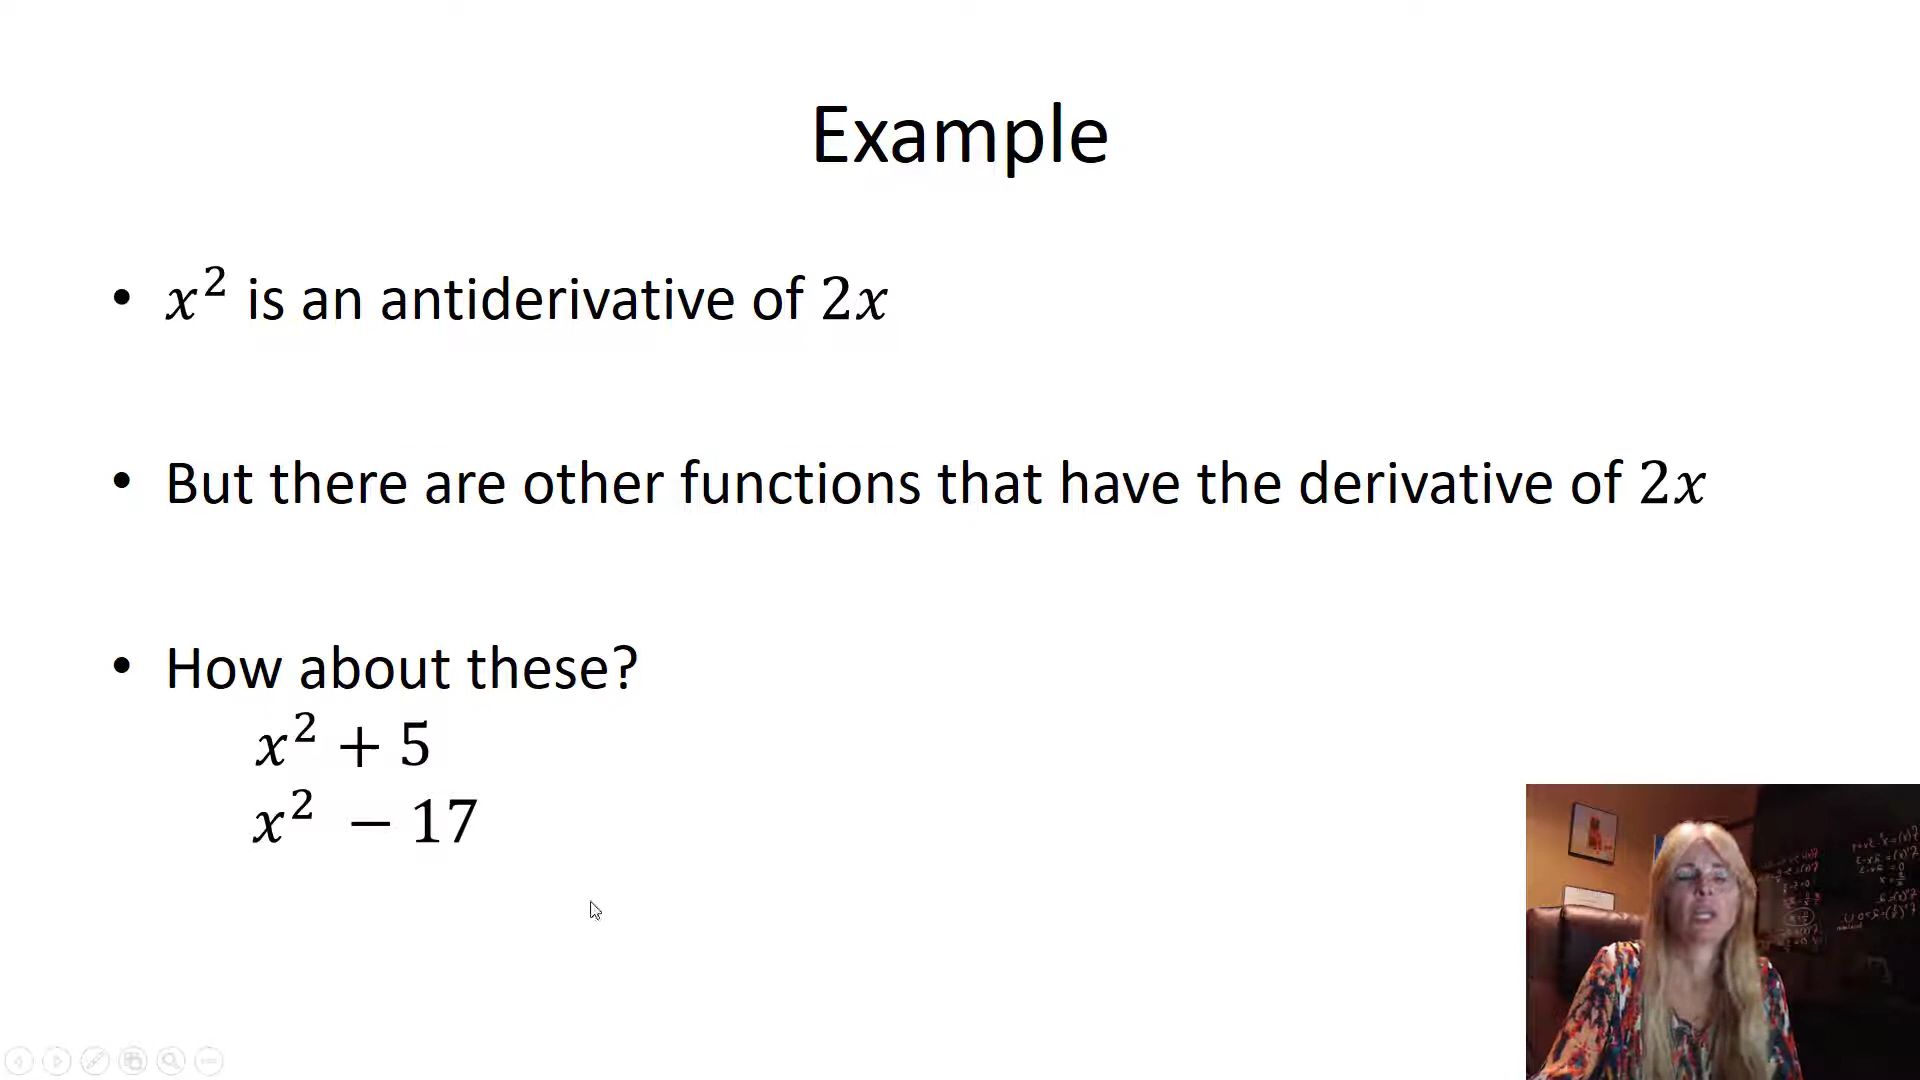 Example
• x² is an antiderivative of 2x
• But there are other functions that have the derivative of 2x
• How about these?
x² + 5
x² − 17